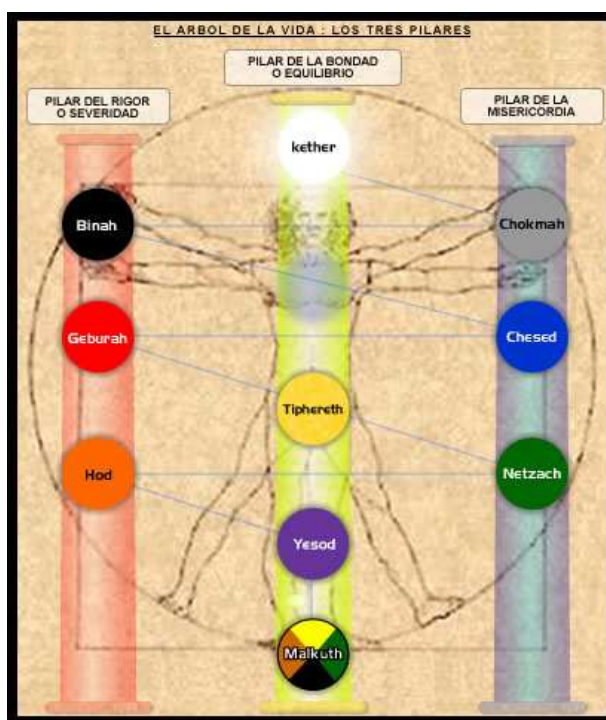 EL ARBOL DE LA VIDA : LOS TRES PILARES
PILAR DE LA BONDAD
O EQUILIBRIO
PILAR DEL RIGOR
O SEVERIDAD
PILAR DE LA
MISERICORDIA
kether
Binah
Chokmah
Geburah
Chesed
Tiphereth
Hod
Netzach
Yesod
Malkuth